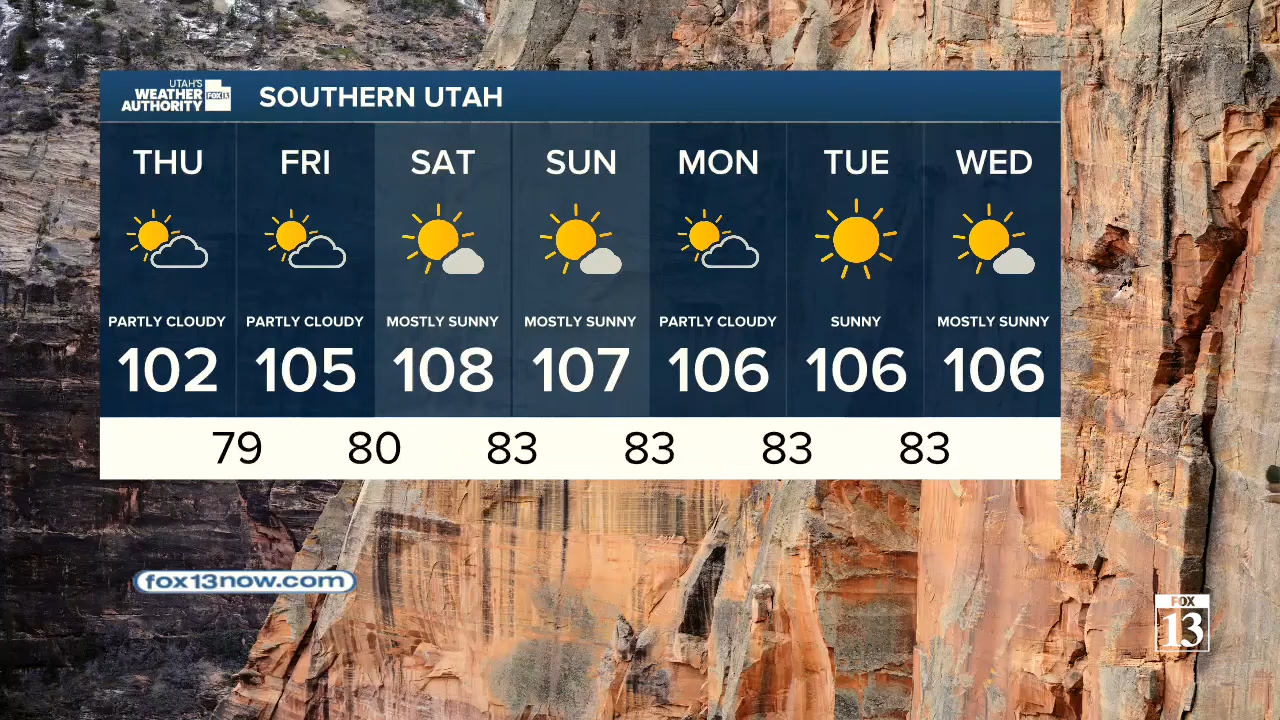 UTAH'S
WEATHER
AUTHORITY
FOX 13
SOUTHERN UTAH
THU FRI SAT SUN MON TUE WED
PARTLY CLOUDY PARTLY CLOUDY MOSTLY SUNNY MOSTLY SUNNY PARTLY CLOUDY SUNNY MOSTLY SUNNY
102 105 108 107 106 106 106
79 80 83 83 83 83
fox13now.com
FOX
13